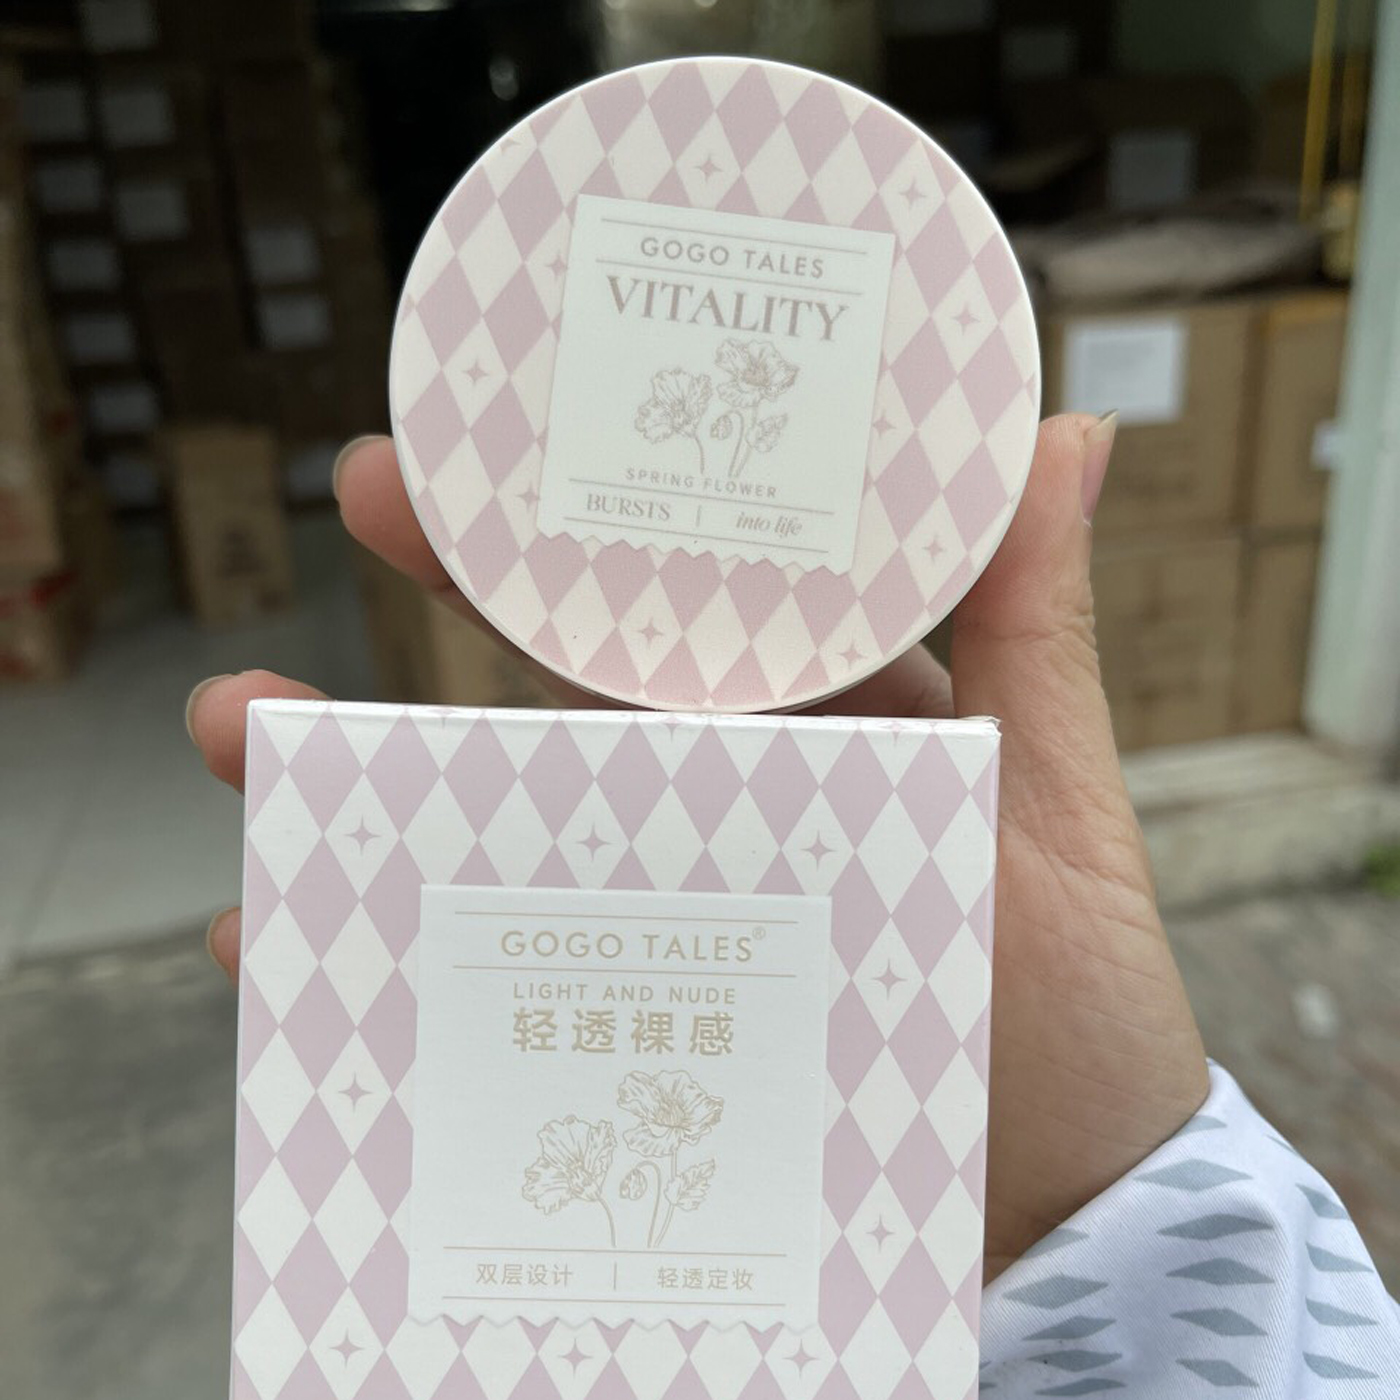 GOGO TALES
VITALITY
SPRING FLOWER
BURSTS | into life
GOGO TALES®
LIGHT AND NUDE
轻透裸感
双层设计 | 轻透定妆